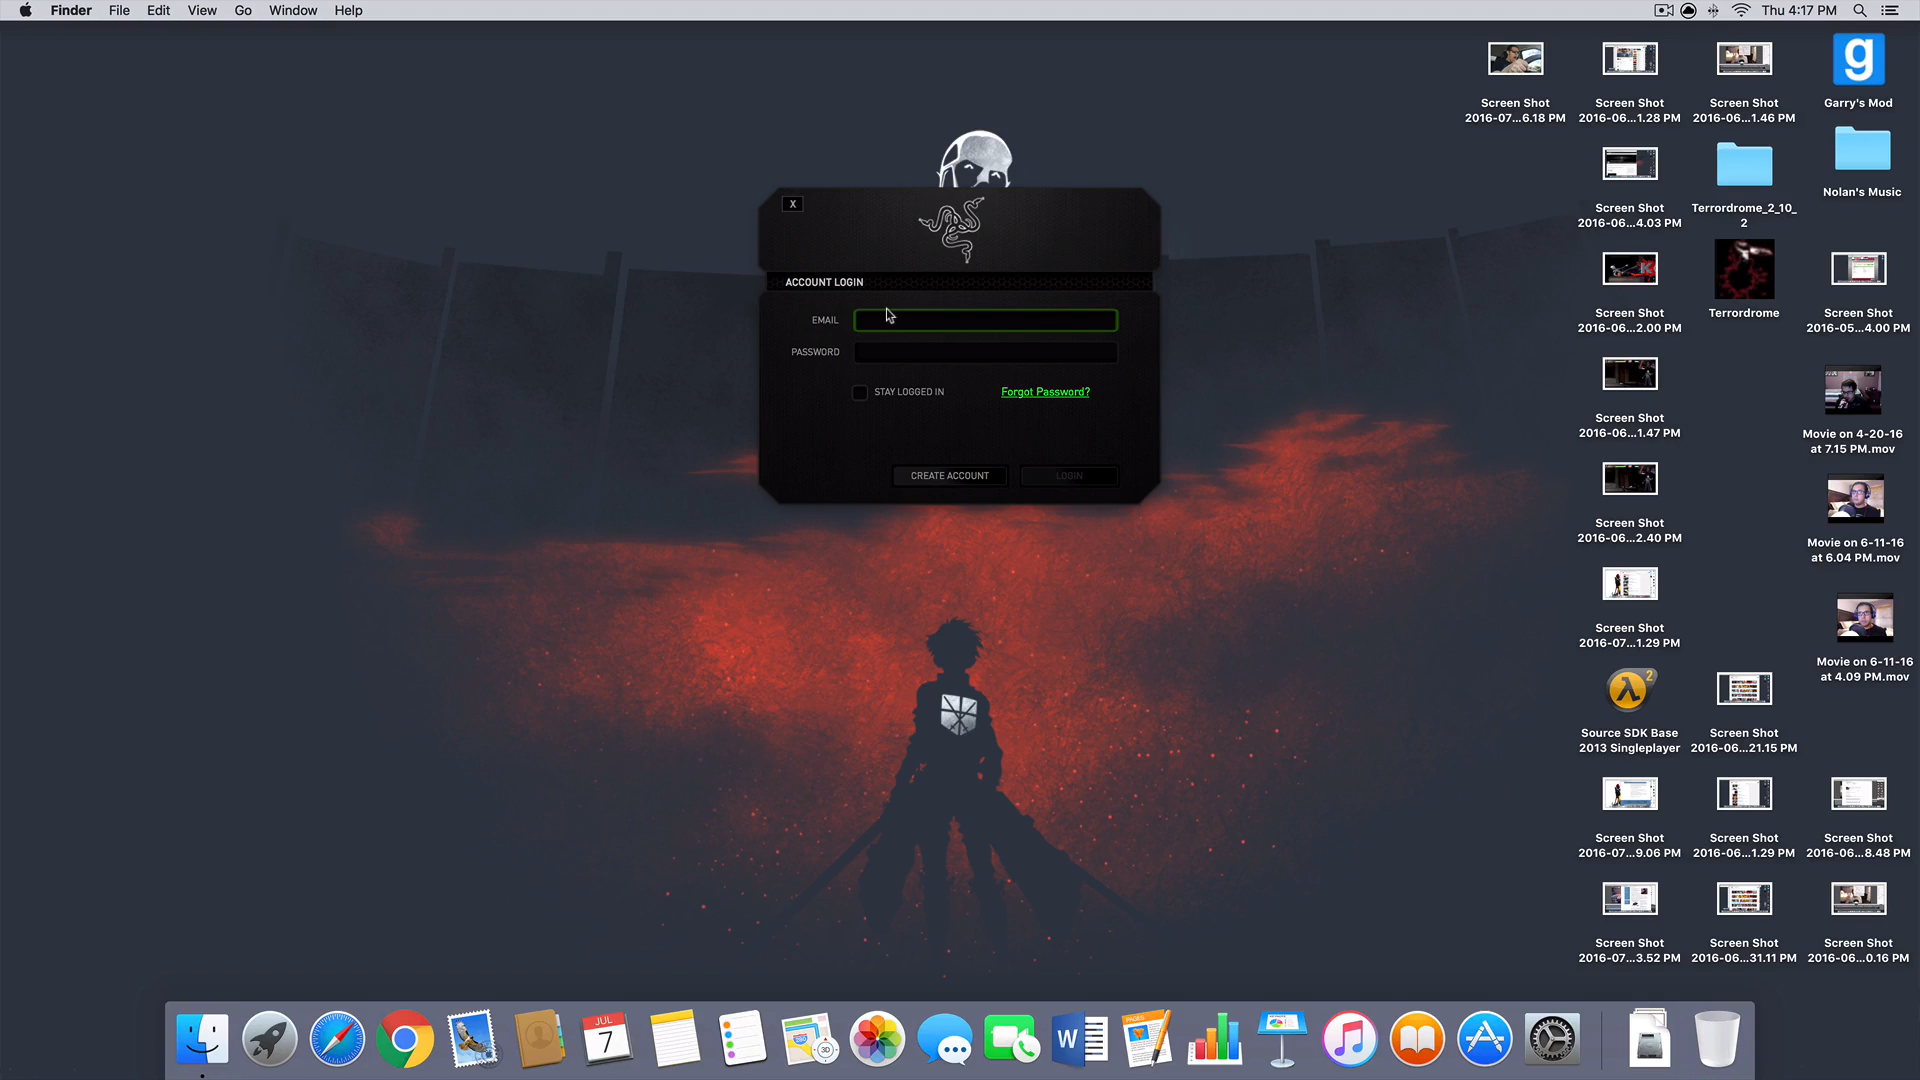 Finder File Edit View Go Window Help
Thu 4:17 PM
Screen Shot
2016-07...6.18 PM
Screen Shot
2016-06...1.28 PM
Screen Shot
2016-06...1.46 PM
g
Garry's Mod
Screen Shot
2016-06...4.03 PM
Terrordrome_2_10_
2
Nolan's Music
Screen Shot
2016-06...2.00 PM
Terrordrome
Screen Shot
2016-05...4.00 PM
Screen Shot
2016-06...1.47 PM
Movie on 4-20-16
at 7.15 PM.mov
Screen Shot
2016-06...2.40 PM
Movie on 6-11-16
at 6.04 PM.mov
Screen Shot
2016-07...1.29 PM
Movie on 6-11-16
at 4.09 PM.mov
Source SDK Base
2013 Singleplayer
Screen Shot
2016-06...21.15 PM
Screen Shot
2016-07...9.06 PM
Screen Shot
2016-06...1.29 PM
Screen Shot
2016-06...8.48 PM
Screen Shot
2016-07...3.52 PM
Screen Shot
2016-06...31.11 PM
Screen Shot
2016-06...0.16 PM
X
ACCOUNT LOGIN
EMAIL
PASSWORD
STAY LOGGED IN
Forgot Password?
CREATE ACCOUNT
LOGIN
JUL
7
3D
W
PAGES